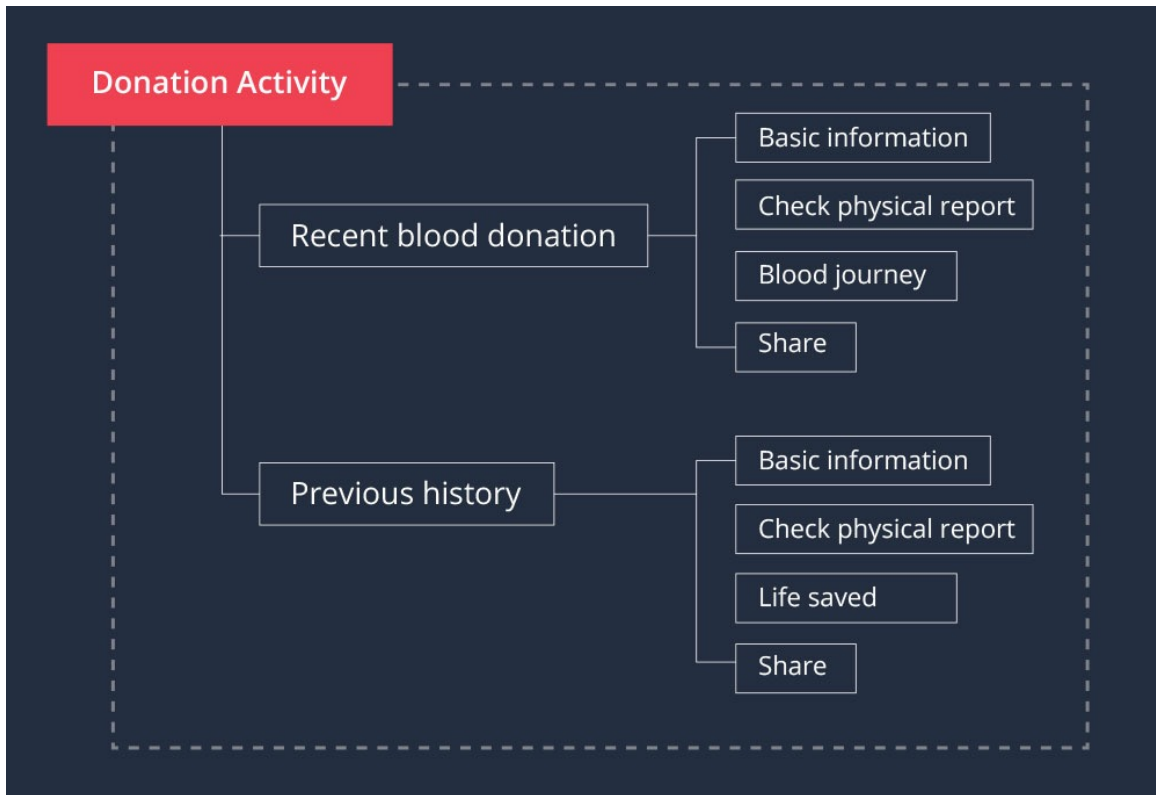 Donation Activity
Recent blood donation
Basic information
Check physical report
Blood journey
Share
Previous history
Basic information
Check physical report
Life saved
Share